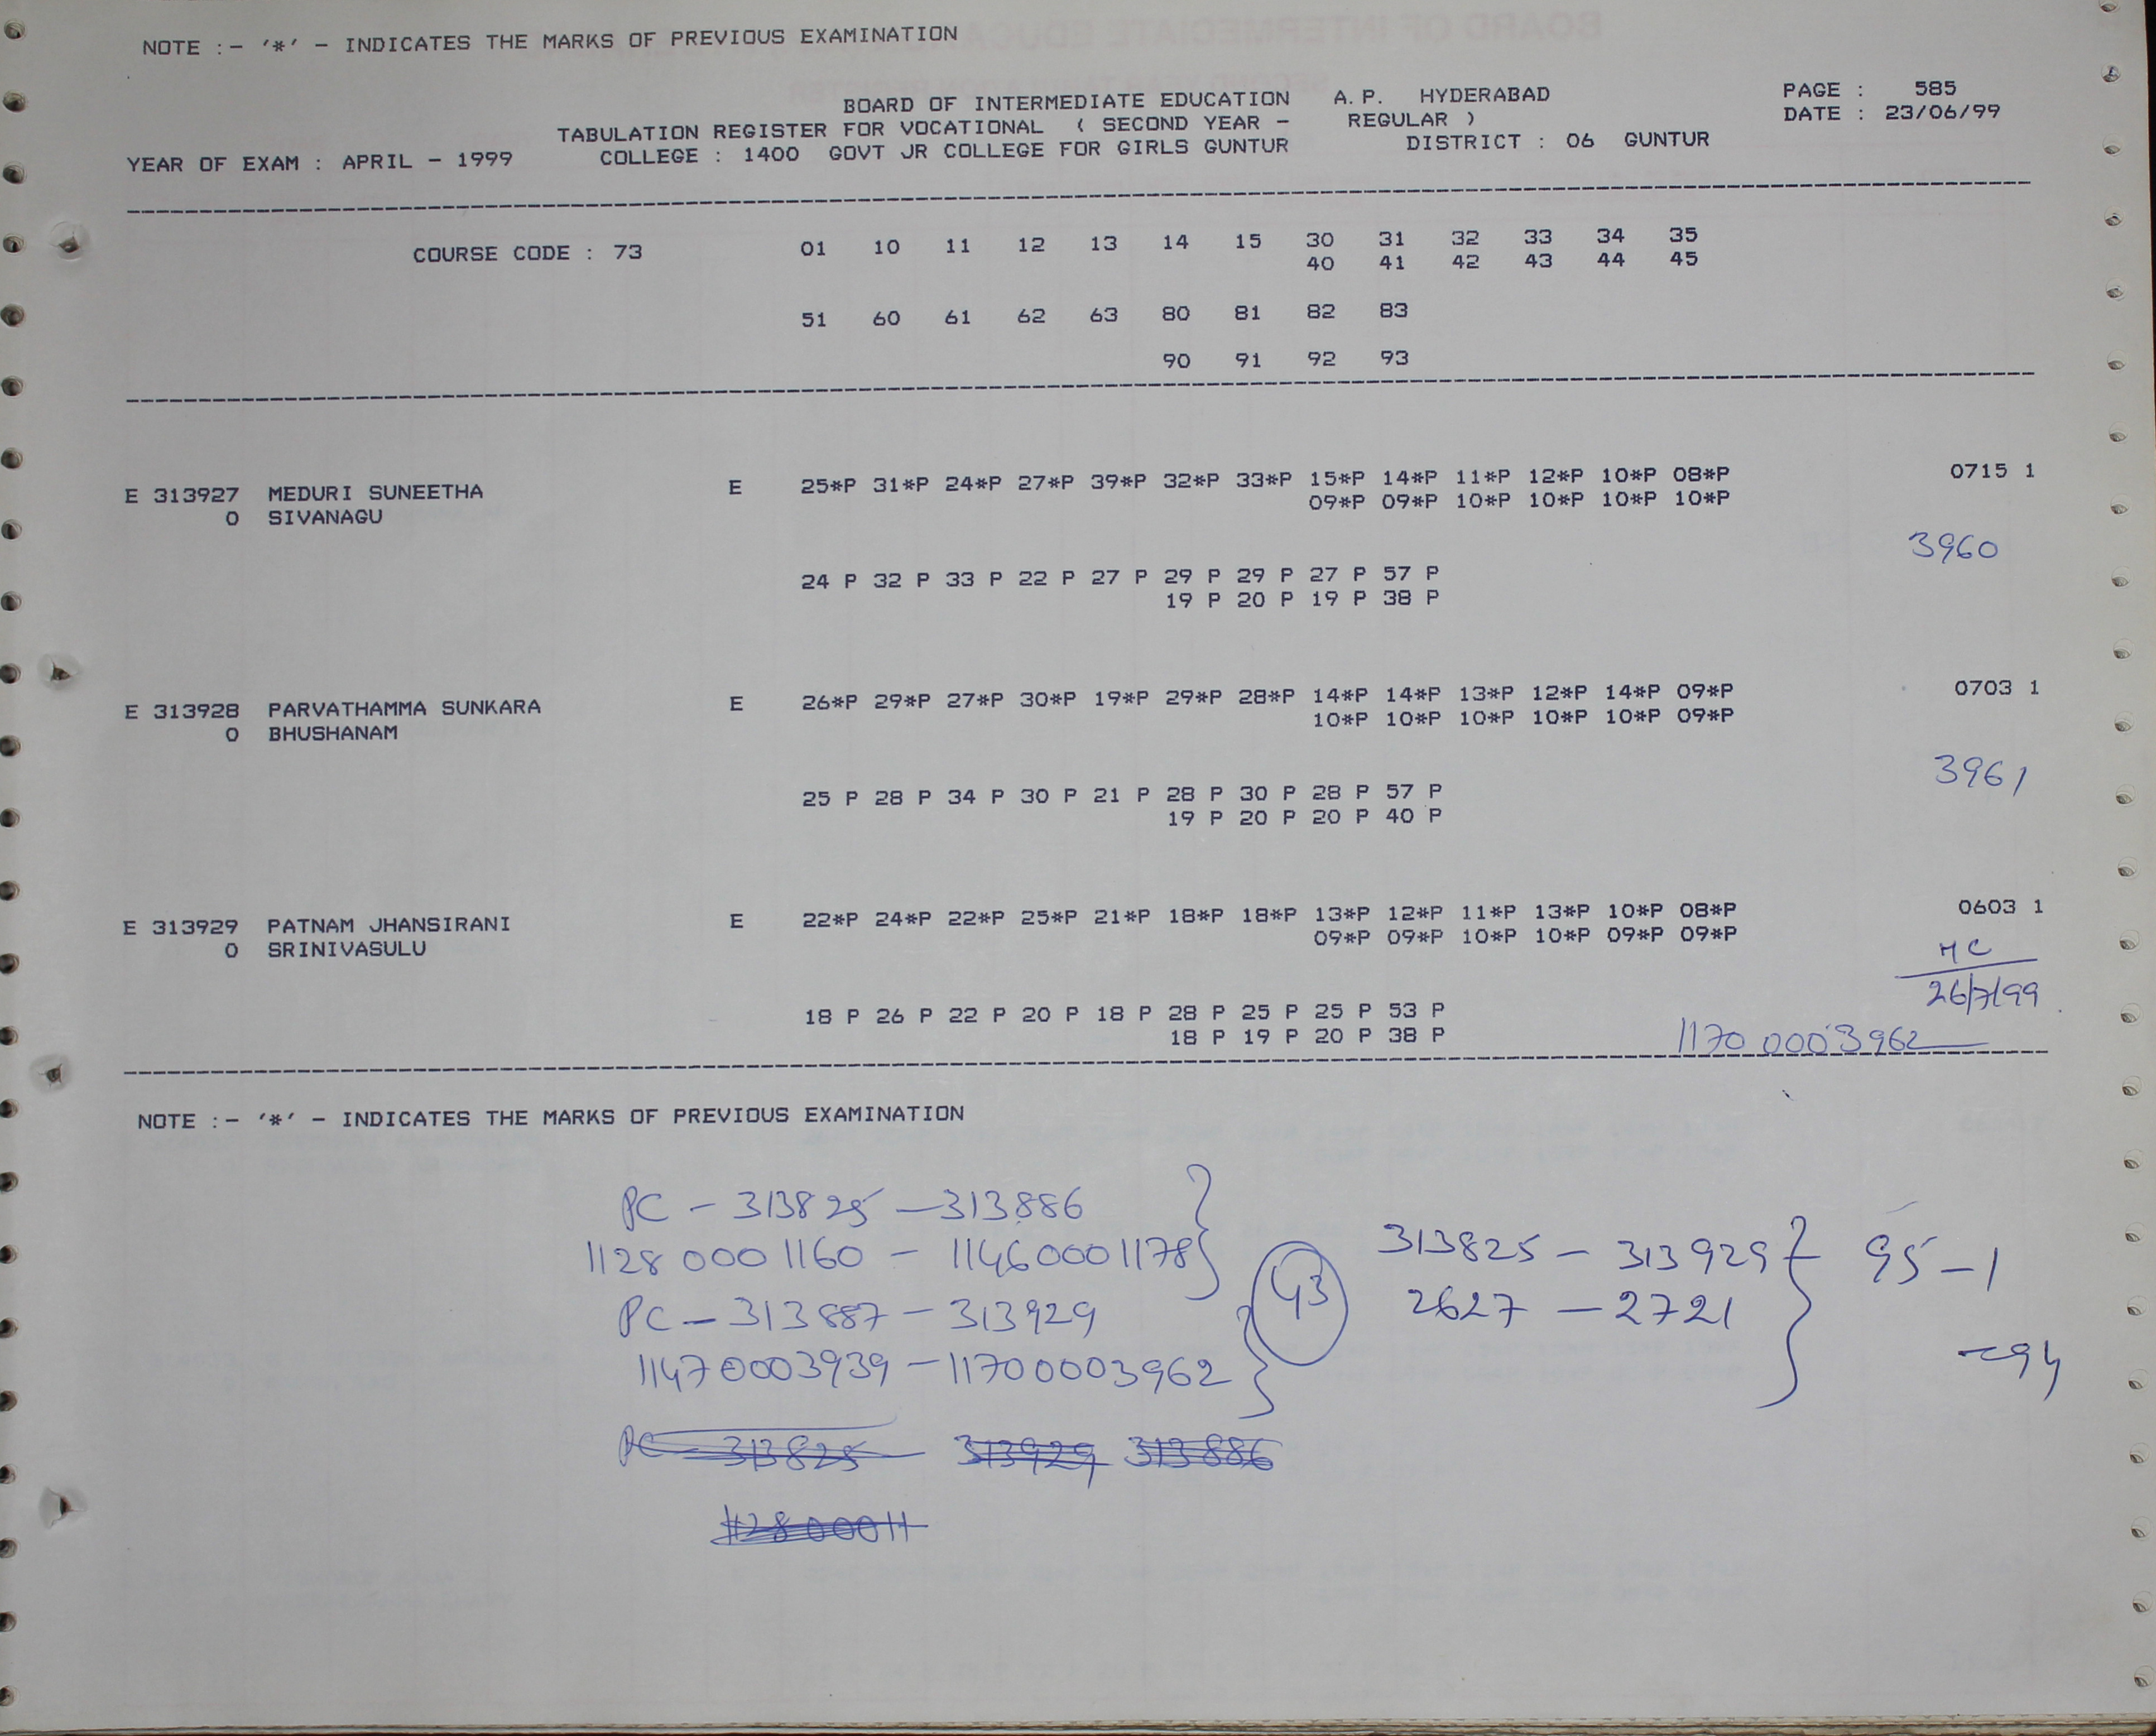 NOTE :- '*' - INDICATES THE MARKS OF PREVIOUS EXAMINATION
BOARD OF INTERMEDIATE EDUCATION A.P. HYDERABAD PAGE : 585
TABULATION REGISTER FOR VOCATIONAL ( SECOND YEAR - REGULAR ) DATE : 23/06/99
YEAR OF EXAM : APRIL - 1999 COLLEGE : 1400 GOVT JR COLLEGE FOR GIRLS GUNTUR DISTRICT : 06 GUNTUR
COURSE CODE : 73 01 10 11 12 13 14 15 30 31 32 33 34 35
40 41 42 43 44 45
51 60 61 62 63 80 81 82 83
90 91 92 93
E 313927 MEDURI SUNEETHA E 25*P 31*P 24*P 27*P 39*P 32*P 33*P 15*P 14*P 11*P 12*P 10*P 08*P 0715 1
0 SIVANAGU 09*P 09*P 10*P 10*P 10*P 10*P
3960
24 P 32 P 33 P 22 P 27 P 29 P 29 P 27 P 57 P
19 P 20 P 19 P 38 P
E 313928 PARVATHAMMA SUNKARA E 26*P 29*P 27*P 30*P 19*P 29*P 28*P 14*P 14*P 13*P 12*P 14*P 09*P 0703 1
0 BHUSHANAM 10*P 10*P 10*P 10*P 10*P 09*P
3961
25 P 28 P 34 P 30 P 21 P 28 P 30 P 28 P 57 P
19 P 20 P 20 P 40 P
E 313929 PATNAM JHANSIRANI E 22*P 24*P 22*P 25*P 21*P 18*P 18*P 13*P 12*P 11*P 13*P 10*P 08*P 0603 1
0 SRINIVASULU 09*P 09*P 10*P 10*P 09*P 09*P
MC
26/7/99
18 P 26 P 22 P 20 P 18 P 28 P 25 P 25 P 53 P
18 P 19 P 20 P 38 P
11700003962
NOTE :- '*' - INDICATES THE MARKS OF PREVIOUS EXAMINATION
PC - 313825 - 313886
11280001160 - 11460001178
PC - 313887 - 313929
11470003939 - 11700003962
43
313825 - 313929
2627 - 2721
95-1
=94
PC - 313825 313929 313886
11280001